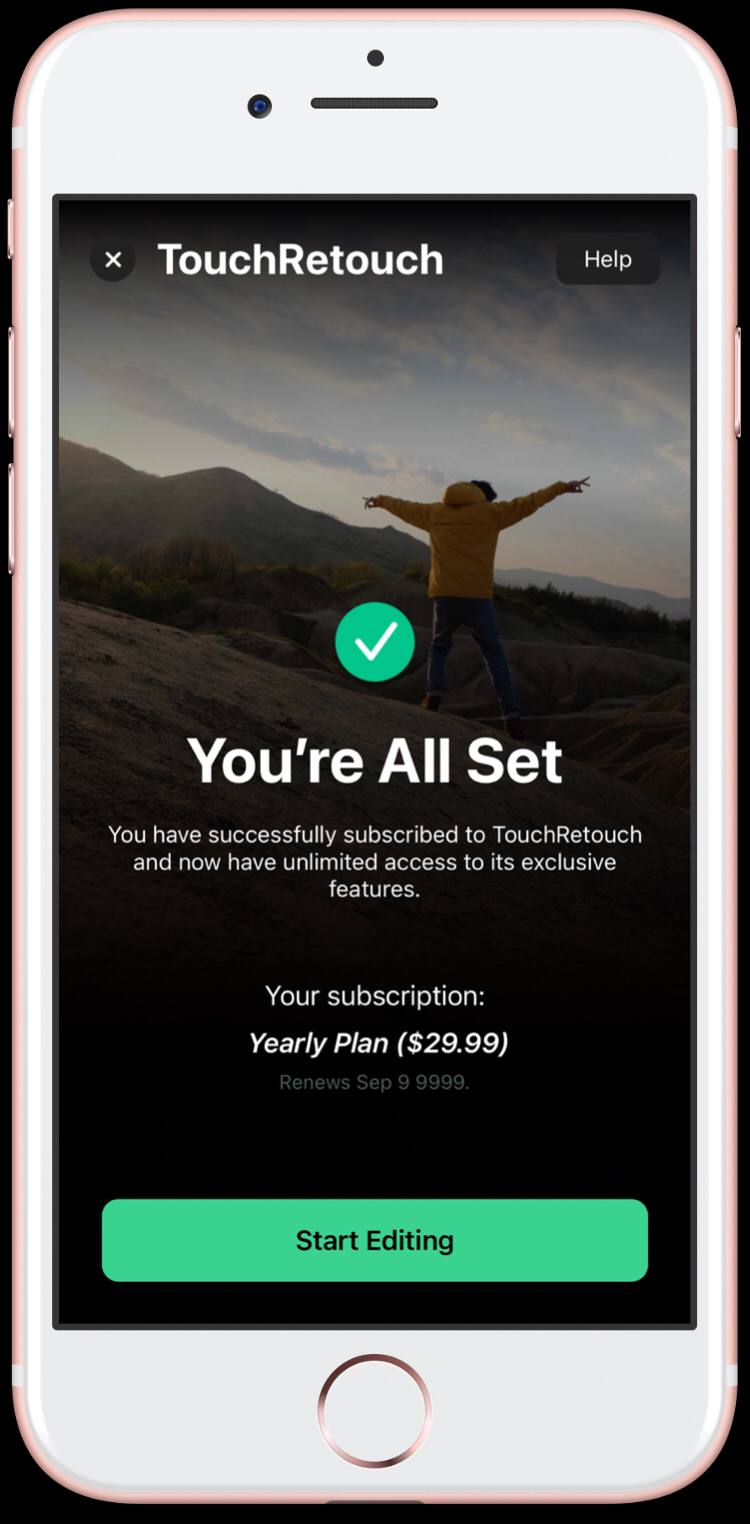 TouchRetouch
Help
You're All Set
You have successfully subscribed to TouchRetouch
and now have unlimited access to its exclusive
features.
Your subscription:
Yearly Plan ($29.99)
Renews Sep 9 9999.
Start Editing